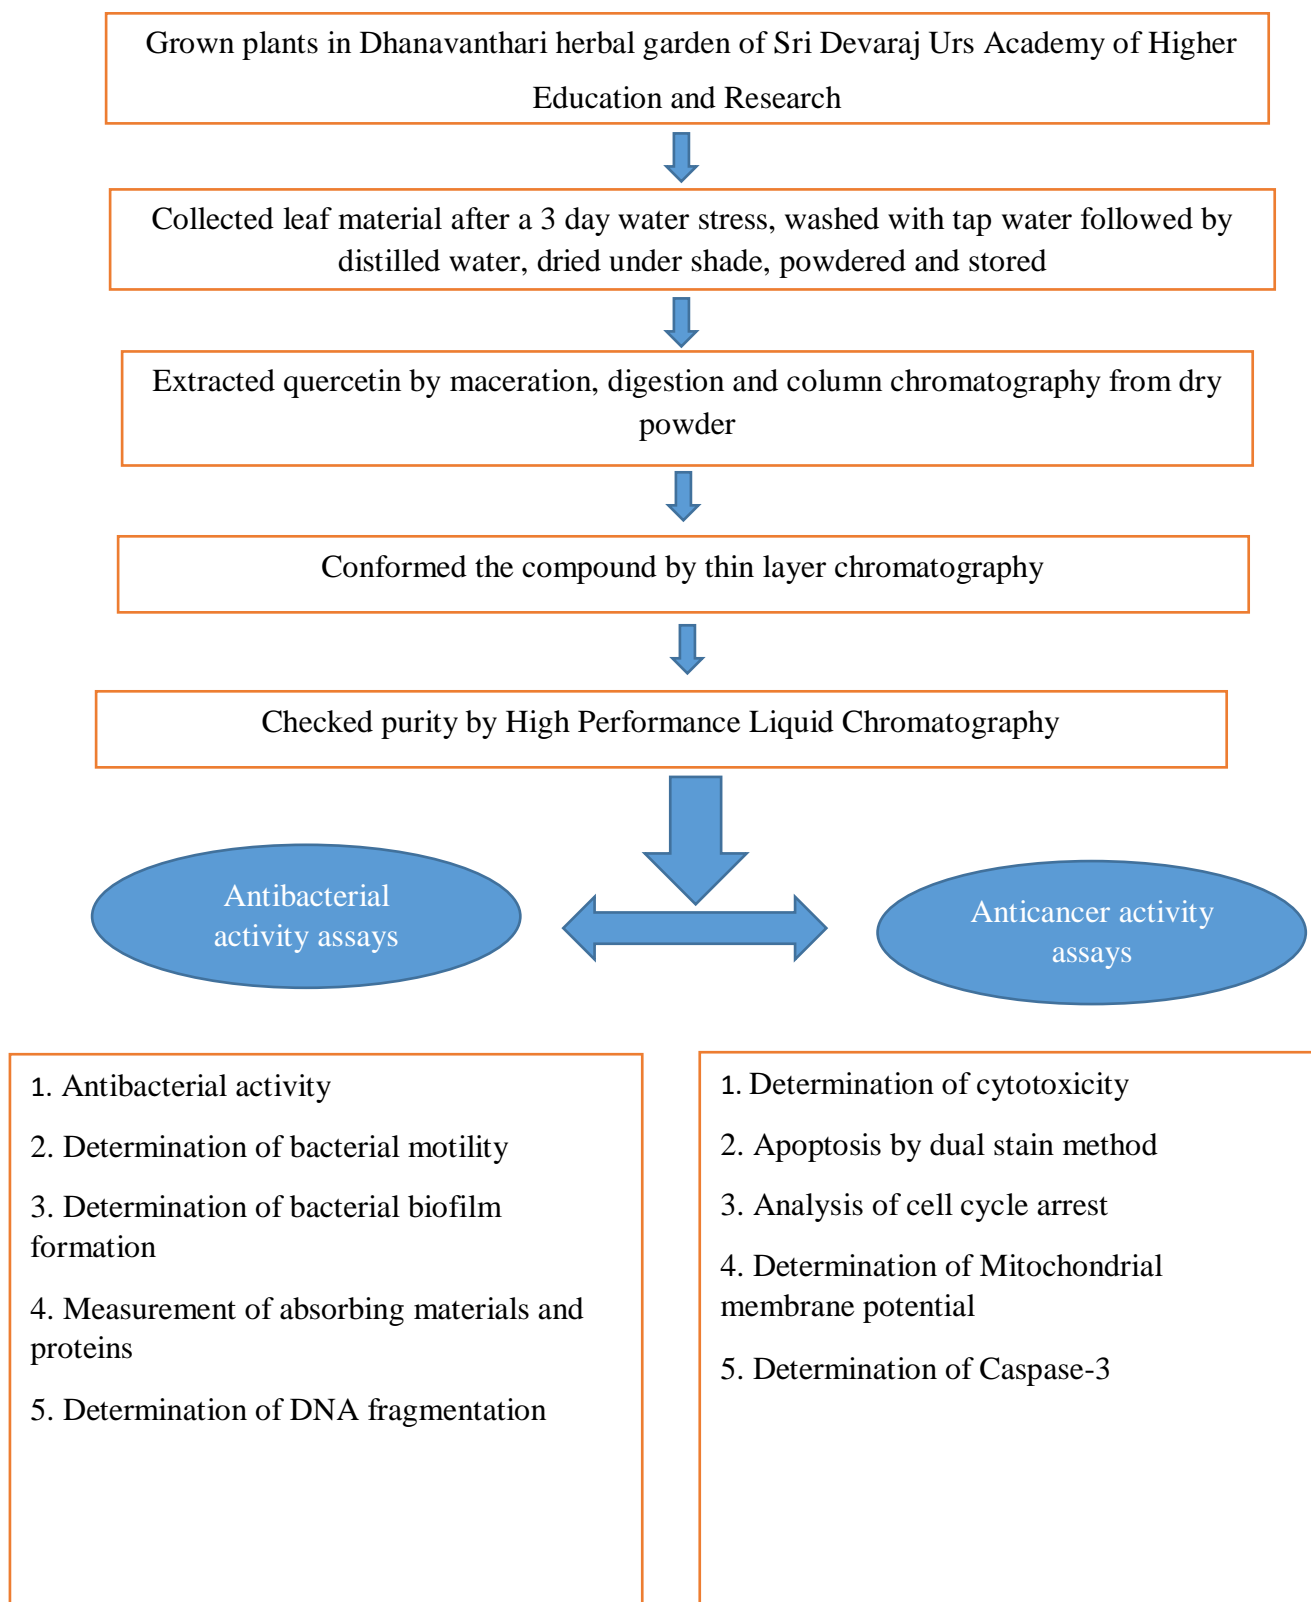 Grown plants in Dhanavanthari herbal garden of Sri Devaraj Urs Academy of Higher
Education and Research
Collected leaf material after a 3 day water stress, washed with tap water followed by
distilled water, dried under shade, powdered and stored
Extracted quercetin by maceration, digestion and column chromatography from dry
powder
Conformed the compound by thin layer chromatography
Checked purity by High Performance Liquid Chromatography
Antibacterial
activity assays
Anticancer activity
assays
1. Antibacterial activity
2. Determination of bacterial motility
3. Determination of bacterial biofilm
formation
4. Measurement of absorbing materials and
proteins
5. Determination of DNA fragmentation
1. Determination of cytotoxicity
2. Apoptosis by dual stain method
3. Analysis of cell cycle arrest
4. Determination of Mitochondrial
membrane potential
5. Determination of Caspase-3